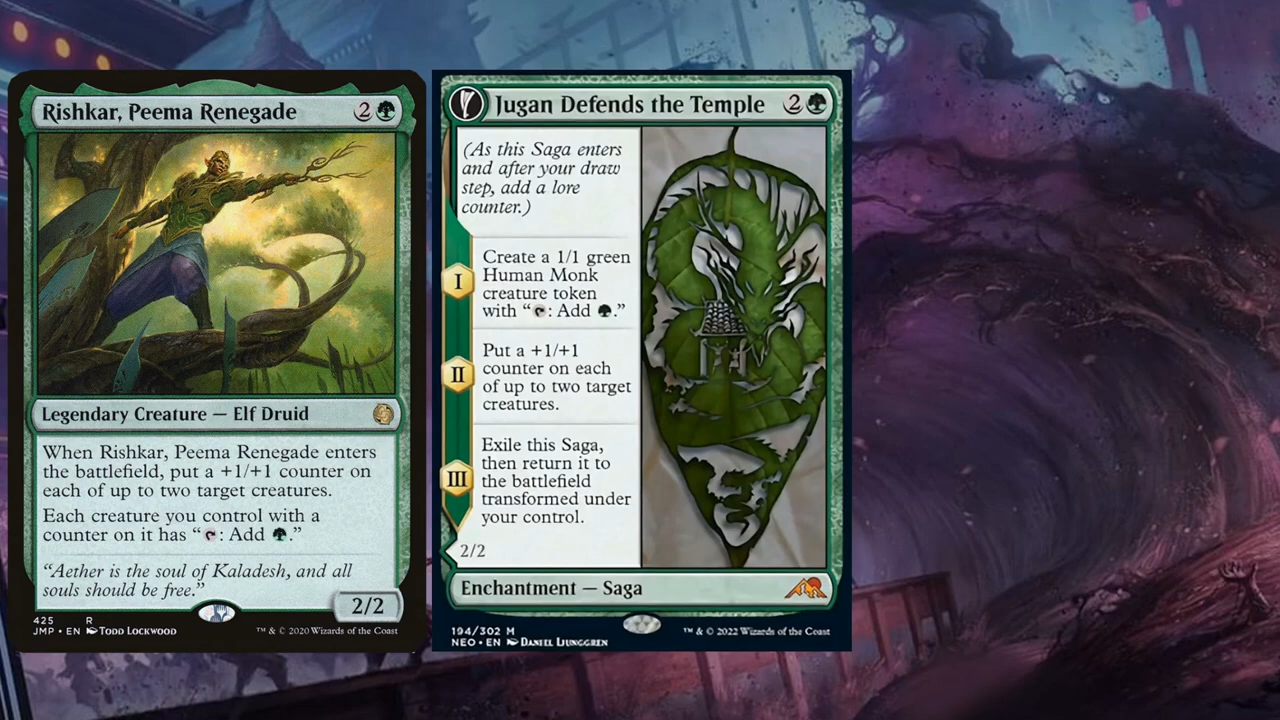 Rishkar, Peema Renegade 2
Legendary Creature — Elf Druid
When Rishkar, Peema Renegade enters
the battlefield, put a +1/+1 counter on
each of up to two target creatures.
Each creature you control with a
counter on it has “: Add .”
“Aether is the soul of Kaladesh, and all
souls should be free.”
2/2
425 R
JMP • EN Todd Lockwood
™ & © 2020 Wizards of the Coast
Jugan Defends the Temple 2
(As this Saga enters
and after your draw
step, add a lore
counter.)
I
Create a 1/1 green
Human Monk
creature token
with “: Add .”
II
Put a +1/+1
counter on each
of up to two target
creatures.
III
Exile this Saga,
then return it to
the battlefield
transformed under
your control.
2/2
Enchantment — Saga
194/302 M
NEO • EN Daniel Ljunggren
™ & © 2022 Wizards of the Coast